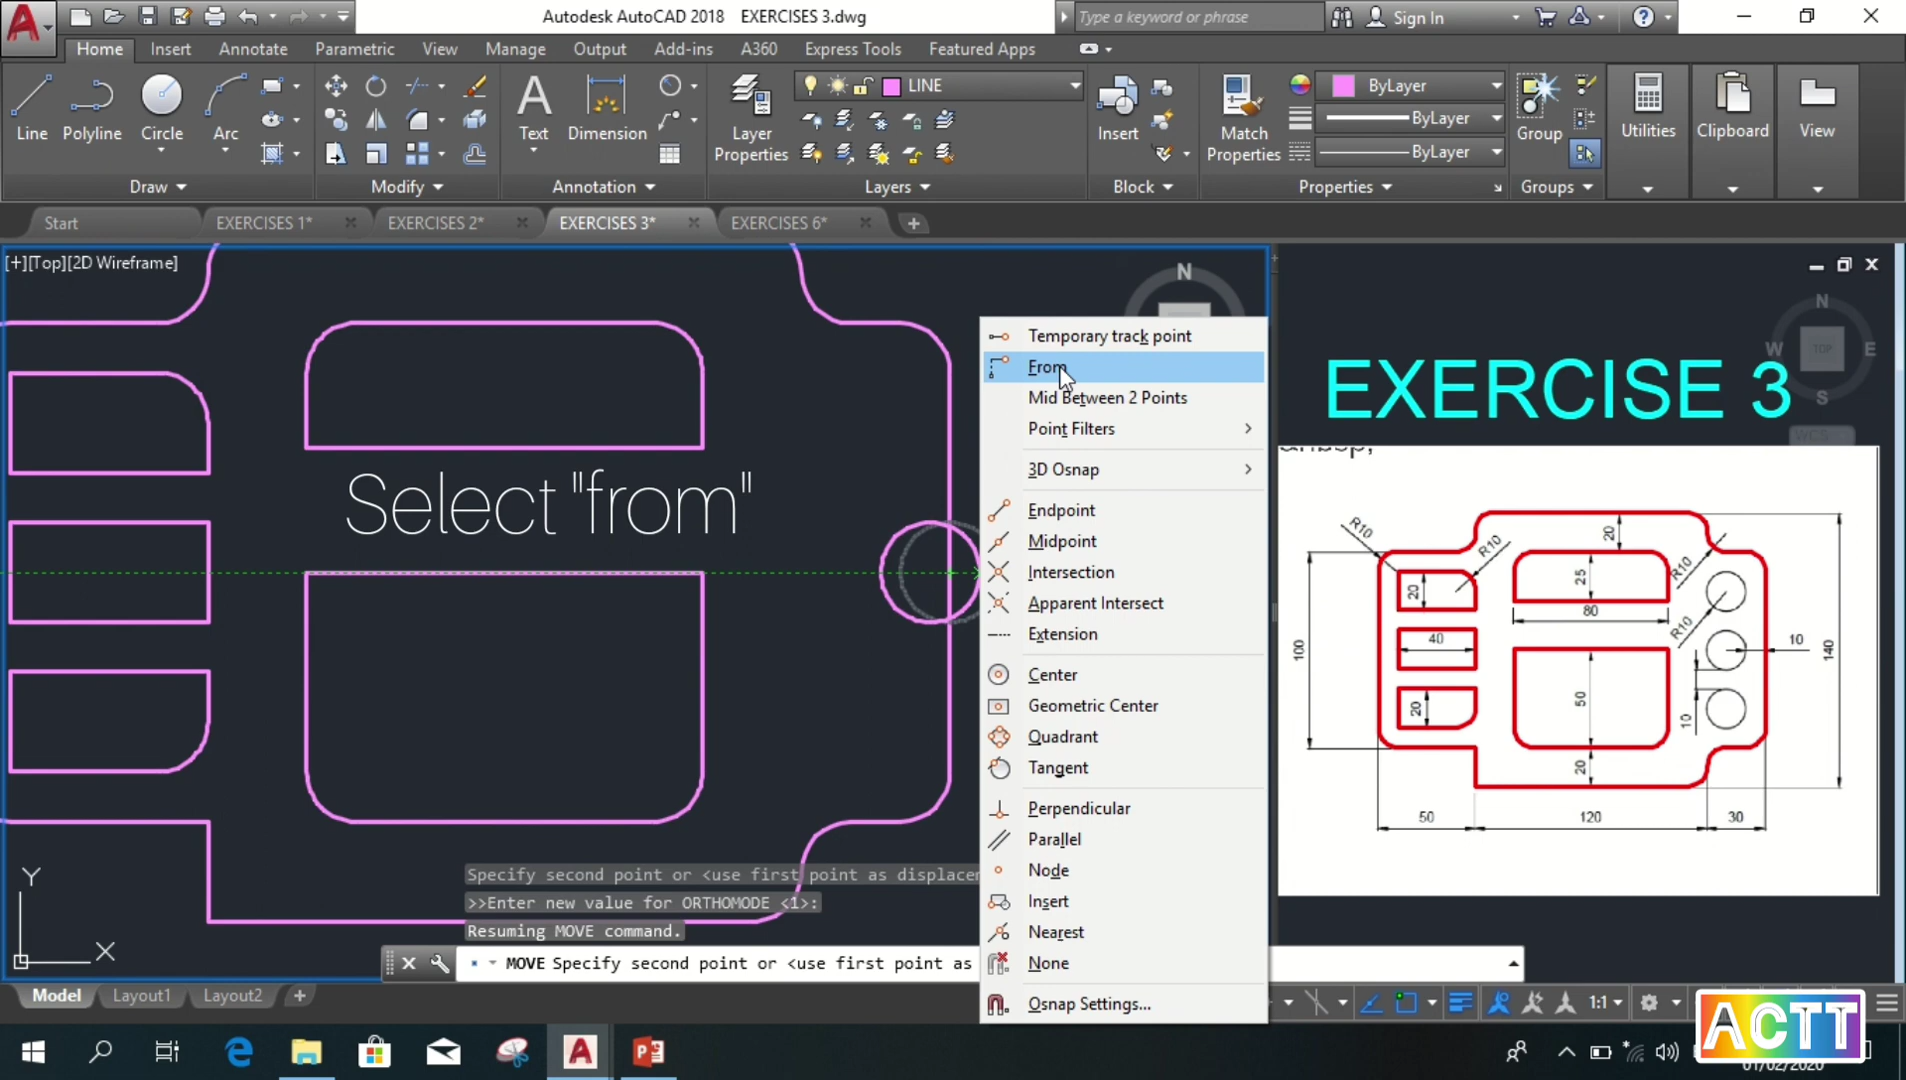 Autodesk AutoCAD 2018 EXERCISES 3.dwg
Type a keyword or phrase
Sign In
Home Insert Annotate Parametric View Manage Output Add-ins A360 Express Tools Featured Apps
Line
Polyline
Circle
Arc
Text
Dimension
Layer
Properties
LINE
Insert
Match
Properties
ByLayer
ByLayer
ByLayer
Group
Utilities
Clipboard
View
Draw Modify Annotation Layers Block Properties Groups
Start EXERCISES 1* EXERCISES 2* EXERCISES 3* EXERCISES 6*
[+][Top][2D Wireframe]
N
Select "from"
Temporary track point
From
Mid Between 2 Points
Point Filters
3D Osnap
Endpoint
Midpoint
Intersection
Apparent Intersect
Extension
Center
Geometric Center
Quadrant
Tangent
Perpendicular
Parallel
Node
Insert
Nearest
None
Osnap Settings...
N
W TOP E
S
WCS
EXERCISE 3
R10
R10
20
20
25
R10
80
R10
40
10
100
140
50
20
10
20
50 120 30
Y
X
Specify second point or <use first point as displacem
>>Enter new value for ORTHOMODE <1>:
Resuming MOVE command.
MOVE Specify second point or <use first point as
Model Layout1 Layout2
1:1
ACTT
01/02/2020